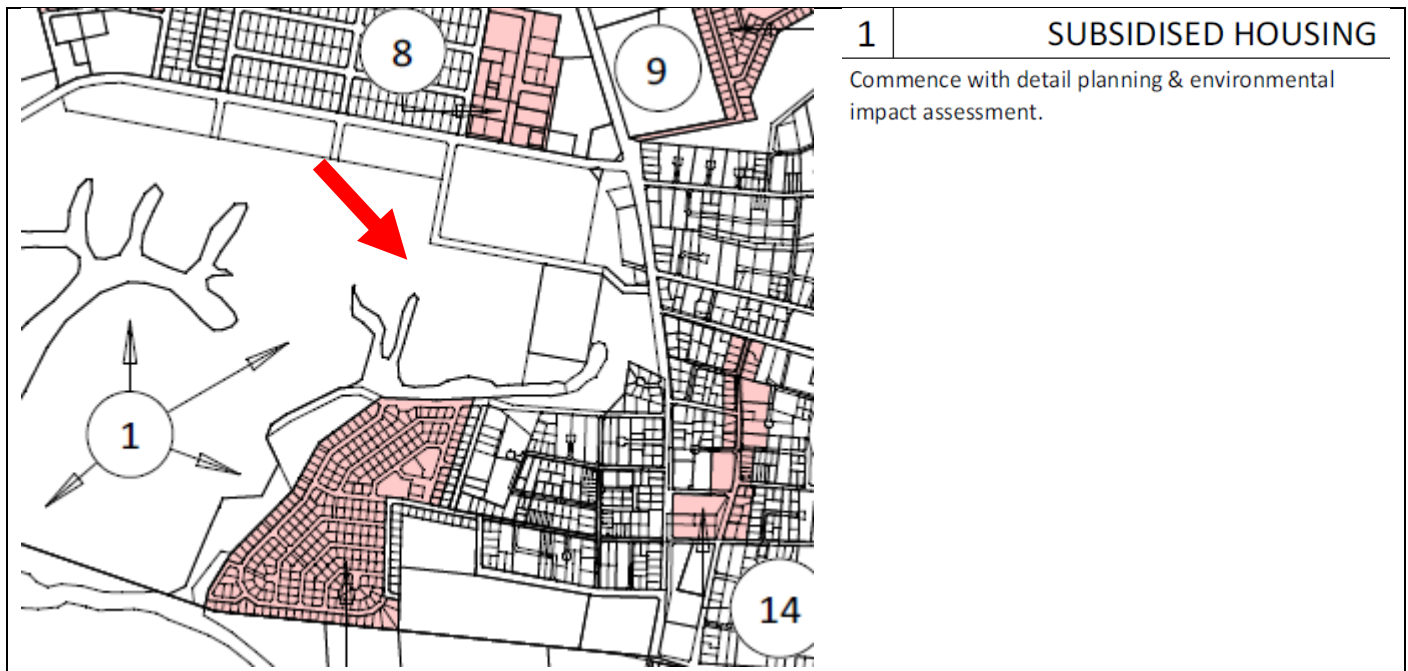 8
9
1
14
1 SUBSIDISED HOUSING
Commence with detail planning & environmental
impact assessment.